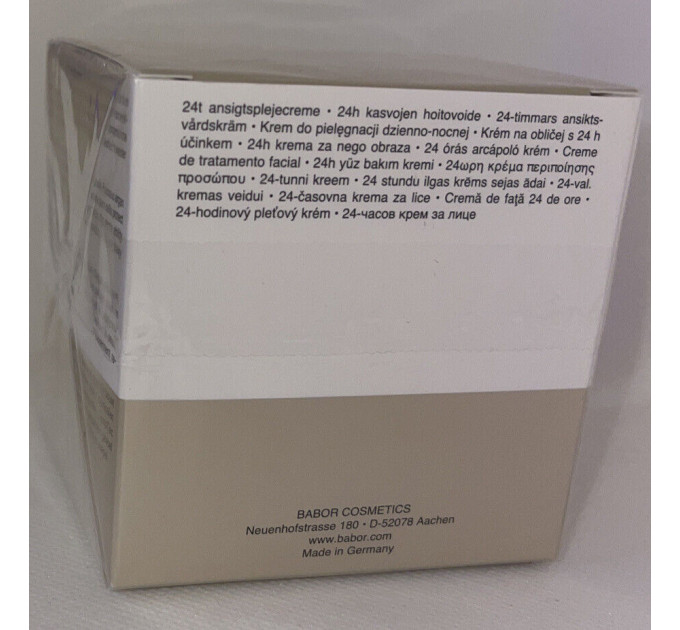 24t ansigtsplejecreme • 24h kasvojen hoitovoide • 24-timmars ansikts-
vårdskräm • Krem do pielęgnacji dzienno-nocnej • Krém na obličej s 24 h
účinkem • 24h krema za nego obraza • 24 órás arcápoló krém • Creme
de tratamento facial • 24h yüz bakım kremi • 24ωρη κρέμα περιποίησης
προσώπου • 24-tunni kreem • 24 stundu ilgas krēms sejas ādai • 24-val.
kremas veidui • 24-časovna krema za lice • Cremă de faţă 24 de ore •
24-hodinový pleťový krém • 24-часов крем за лице
BABOR COSMETICS
Neuenhofstrasse 180 • D-52078 Aachen
www.babor.com
Made in Germany